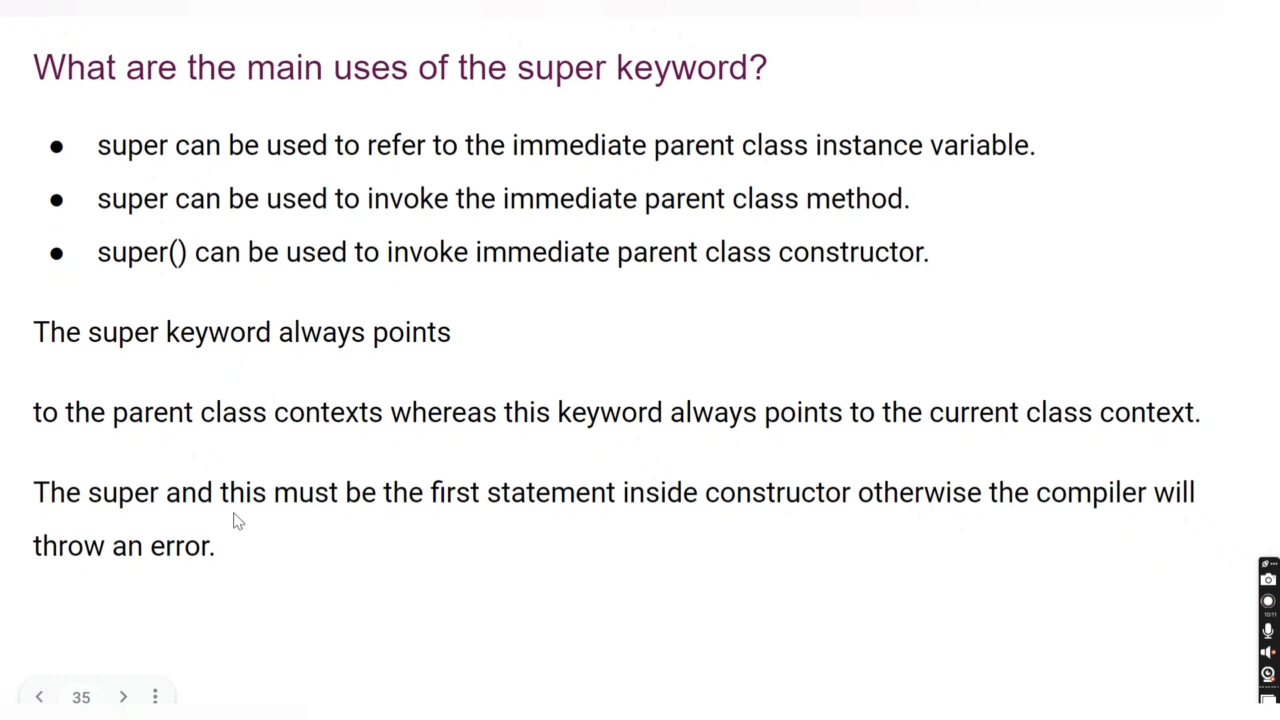 What are the main uses of the super keyword?
● super can be used to refer to the immediate parent class instance variable.
● super can be used to invoke the immediate parent class method.
● super() can be used to invoke immediate parent class constructor.
The super keyword always points
to the parent class contexts whereas this keyword always points to the current class context.
The super and this must be the first statement inside constructor otherwise the compiler will
throw an error.
35